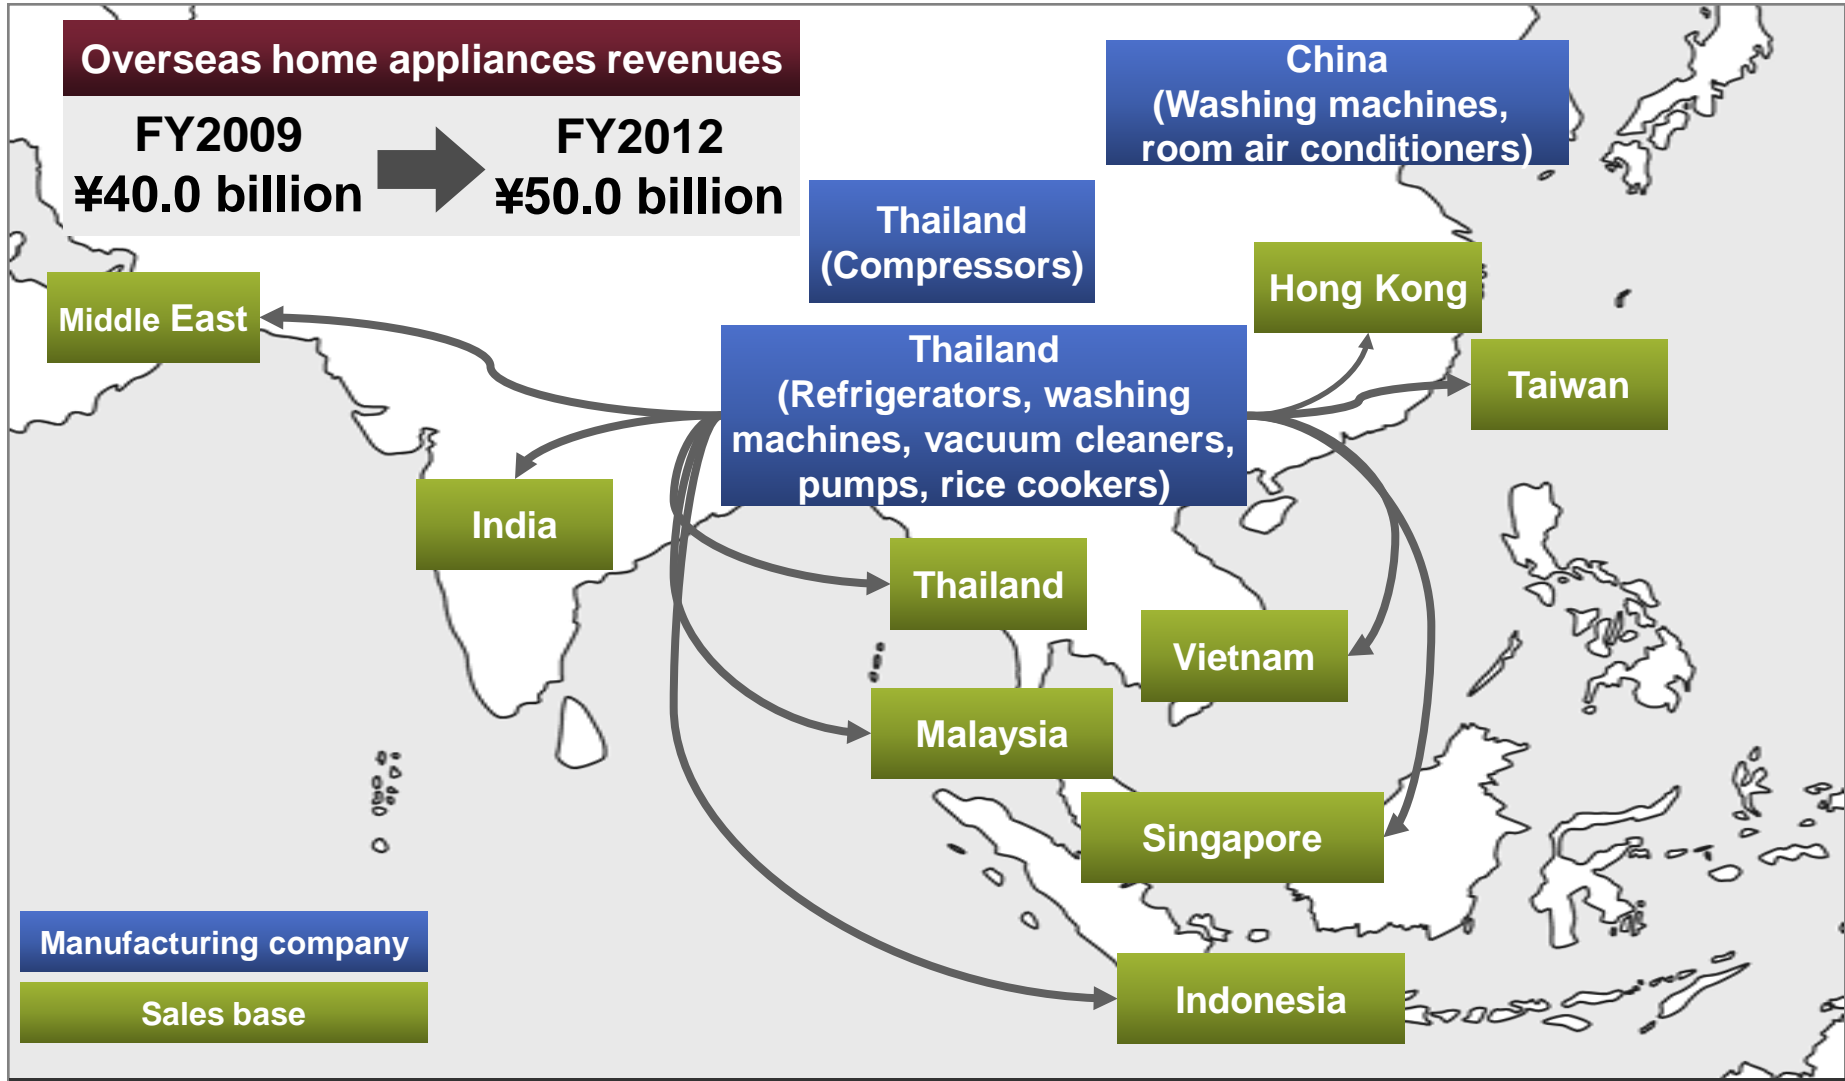 Overseas home appliances revenues
FY2009
¥40.0 billion
FY2012
¥50.0 billion
China
(Washing machines,
room air conditioners)
Thailand
(Compressors)
Hong Kong
Middle East
Thailand
(Refrigerators, washing
machines, vacuum cleaners,
pumps, rice cookers)
Taiwan
India
Thailand
Vietnam
Malaysia
Singapore
Manufacturing company
Sales base
Indonesia